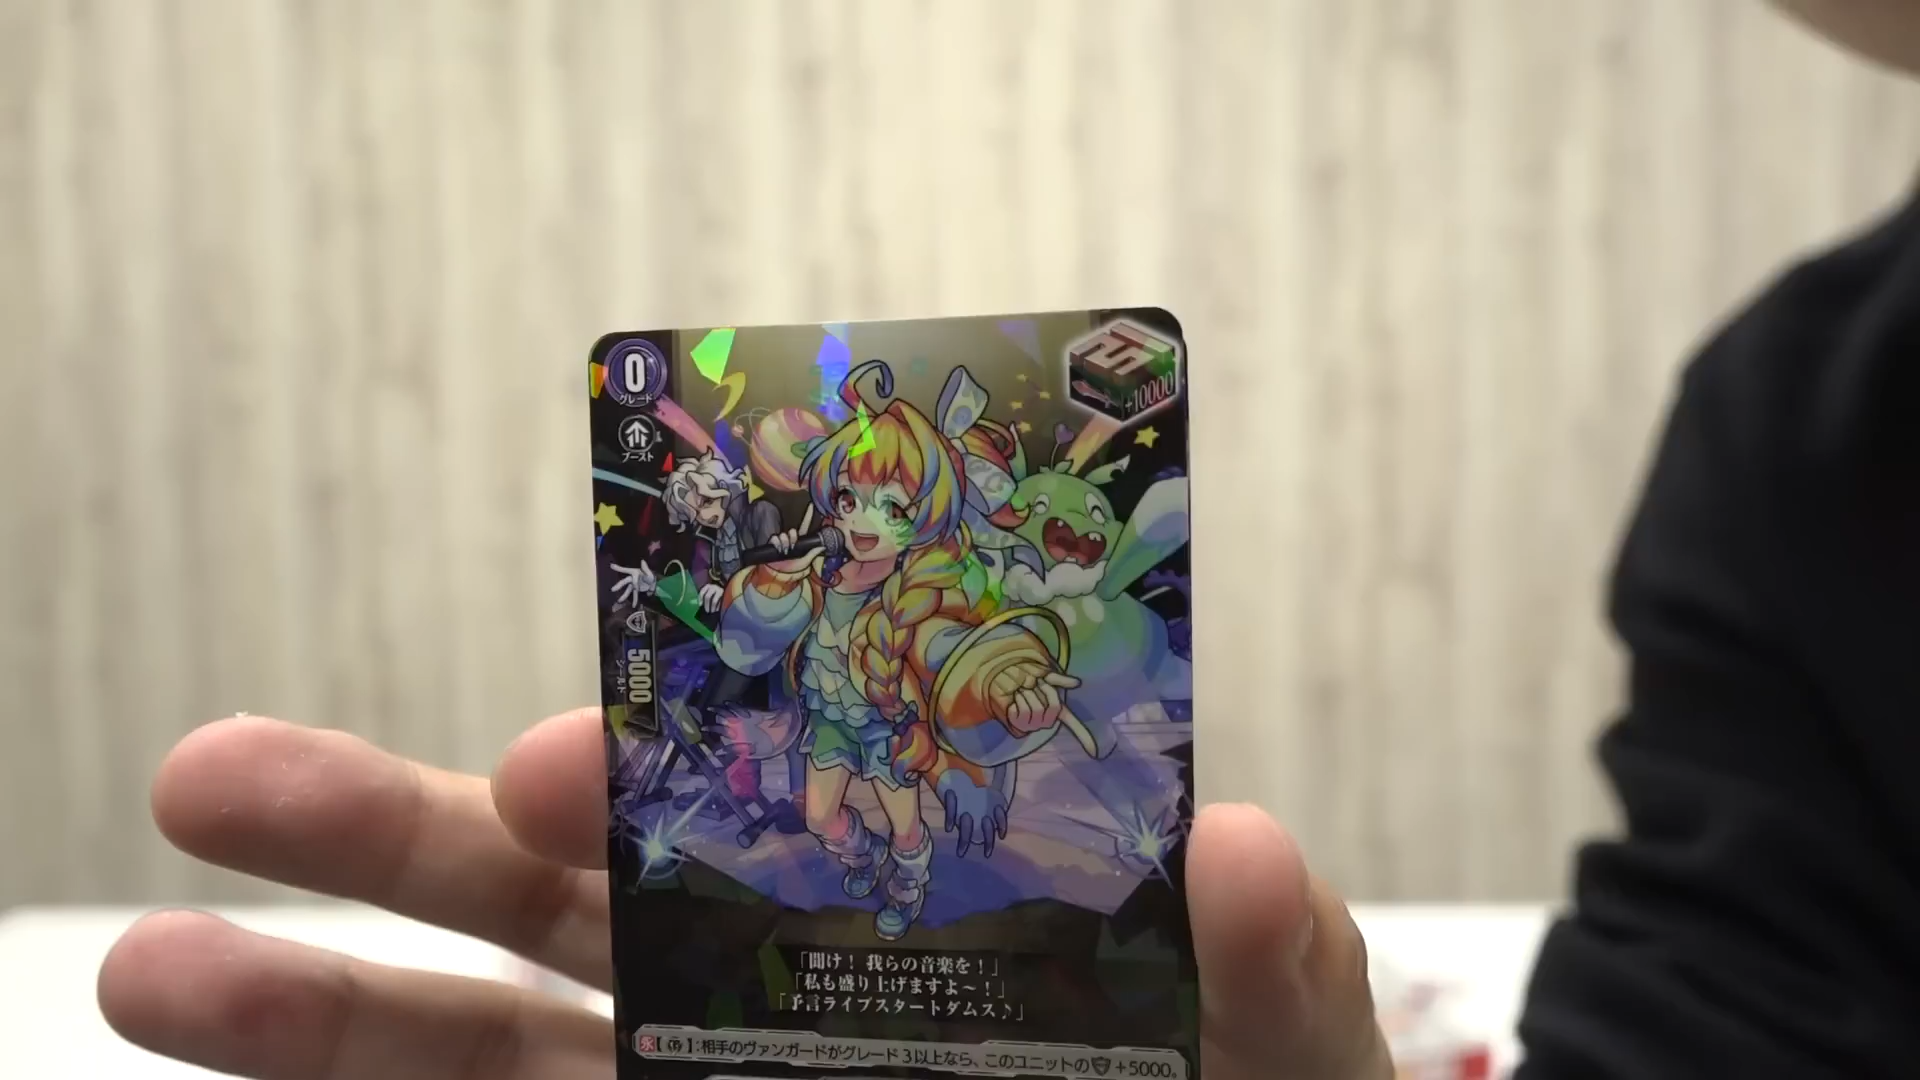 0
グレード
+10000
ブースト
5000
シールド
「聞け！ 我らの音楽を！」
「私も盛り上げますよ～！」
「予言ライブスタートダムス♪」
永【】：相手のヴァンガードがグレード３以上なら、このユニットの+5000。